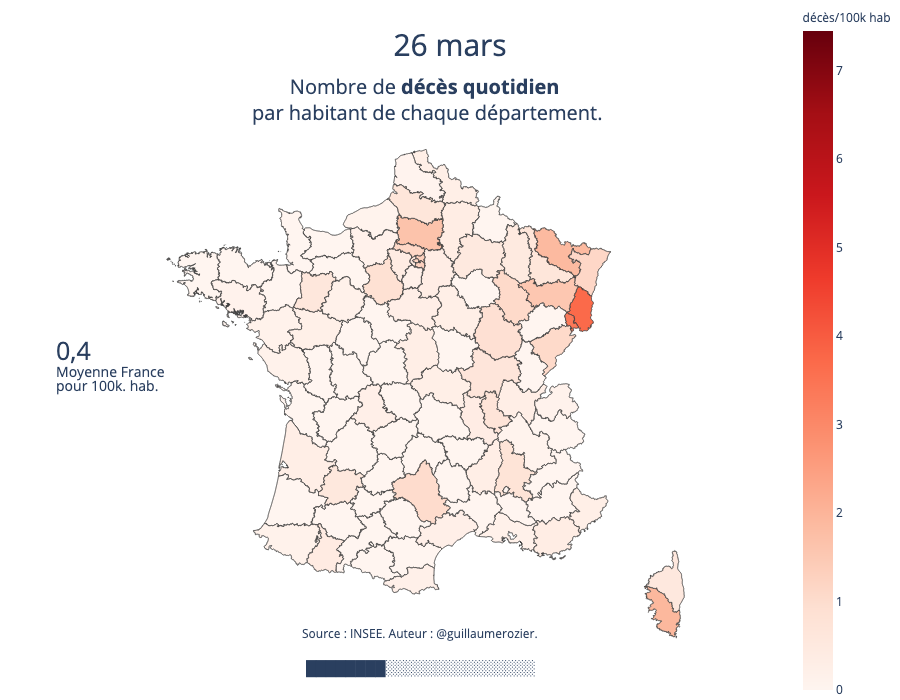 décès/100k hab
26 mars
Nombre de décès quotidien
par habitant de chaque département.
7
6
5
4
3
2
1
0
0,4
Moyenne France
pour 100k. hab.
Source : INSEE. Auteur : @guillaumerozier.